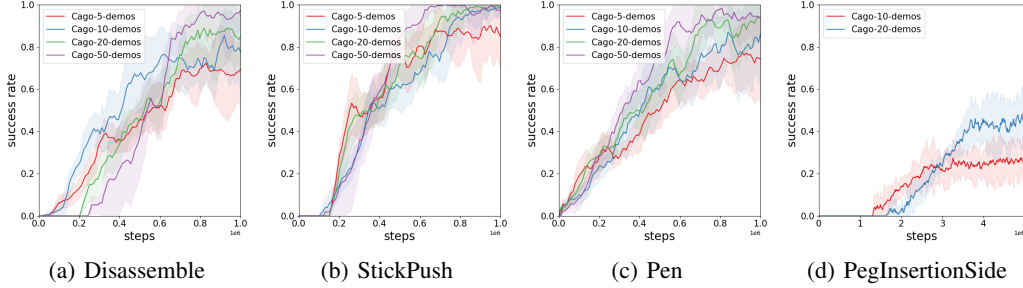 Cago-5-demos
Cago-10-demos
Cago-20-demos
Cago-50-demos
success rate
1.0
0.8
0.6
0.4
0.2
0.0
0.0 0.2 0.4 0.6 0.8 1.0
1e6
steps
(a) Disassemble
Cago-5-demos
Cago-10-demos
Cago-20-demos
Cago-50-demos
success rate
1.0
0.8
0.6
0.4
0.2
0.0
0.0 0.2 0.4 0.6 0.8 1.0
1e6
steps
(b) StickPush
Cago-5-demos
Cago-10-demos
Cago-20-demos
Cago-50-demos
success rate
1.0
0.8
0.6
0.4
0.2
0.0
0.0 0.2 0.4 0.6 0.8 1.0
1e6
steps
(c) Pen
Cago-10-demos
Cago-20-demos
success rate
1.0
0.8
0.6
0.4
0.2
0.0
0 1 2 3 4 5
1e6
steps
(d) PegInsertionSide